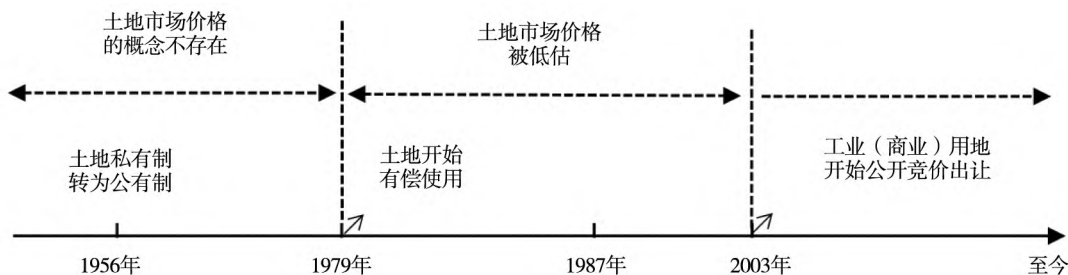 土地市场价格
的概念不存在
土地市场价格
被低估
土地私有制
转为公有制
土地开始
有偿使用
工业（商业）用地
开始公开竞价出让
1956年
1979年
1987年
2003年
至今